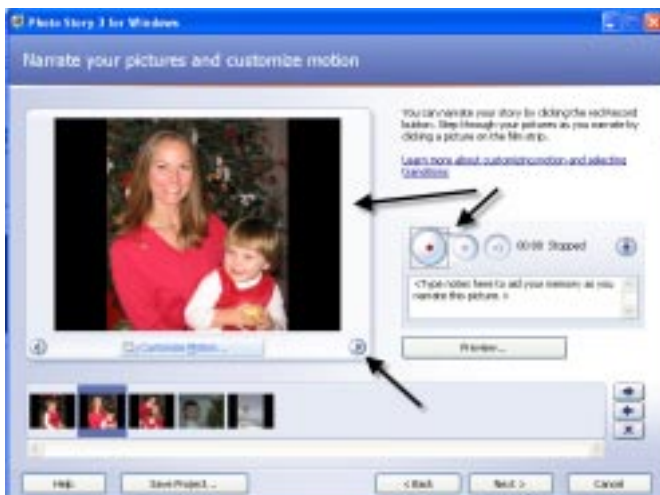 Photo Story 3 for Windows
Narrate your pictures and customize motion
You can narrate your story by clicking the red Record
button. Step through your pictures as you narrate by
clicking a picture on the film strip.
Learn more about customizing motion and selecting
transitions
00:00 Stopped
<Type notes here to aid your memory as you
narrate this picture. >
Customize Motion...
Preview...
Help
Save Project...
< Back
Next >
Cancel